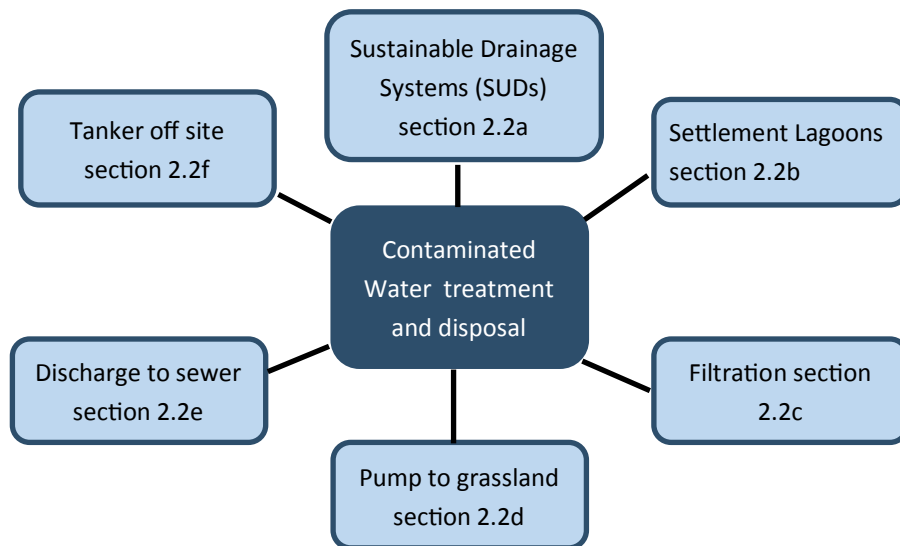 Sustainable Drainage
Systems (SUDs)
section 2.2a
Tanker off site
section 2.2f
Settlement Lagoons
section 2.2b
Contaminated
Water treatment
and disposal
Discharge to sewer
section 2.2e
Filtration section
2.2c
Pump to grassland
section 2.2d